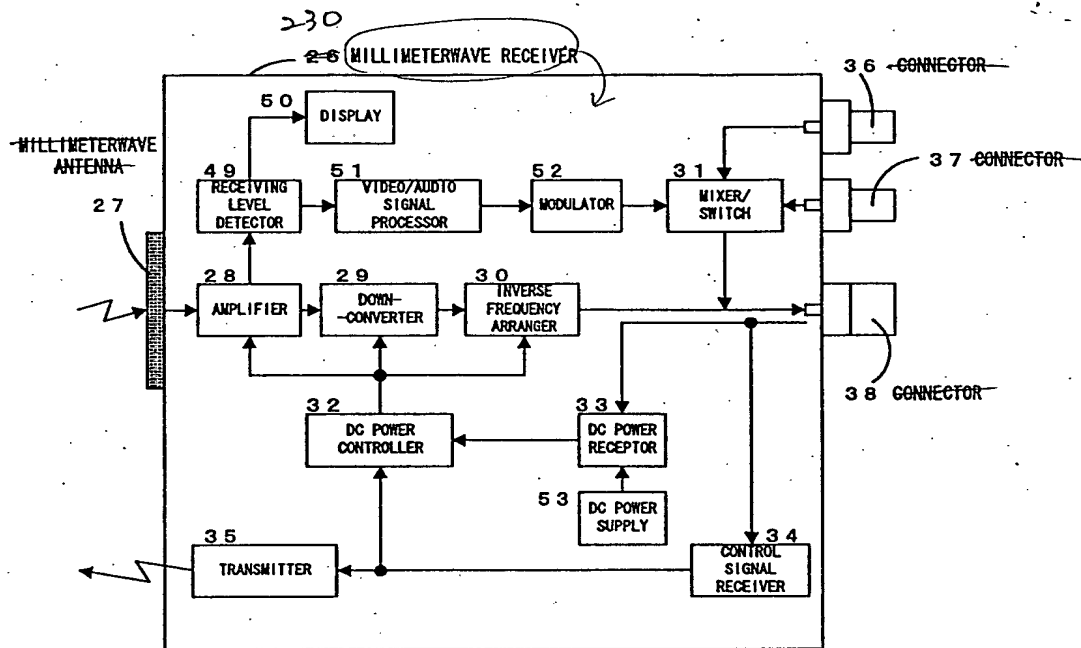 230
26 MILLIMETERWAVE RECEIVER
36 CONNECTOR
50
DISPLAY
MILLIMETERWAVE
ANTENNA
37 CONNECTOR
49
RECEIVING
LEVEL
DETECTOR
51
VIDEO/AUDIO
SIGNAL
PROCESSOR
52
MODULATOR
31
MIXER/
SWITCH
27
28
AMPLIFIER
29
DOWN-
-CONVERTER
30
INVERSE
FREQUENCY
ARRANGER
38 CONNECTOR
32
DC POWER
CONTROLLER
33
DC POWER
RECEPTOR
53
DC POWER
SUPPLY
35
TRANSMITTER
34
CONTROL
SIGNAL
RECEIVER